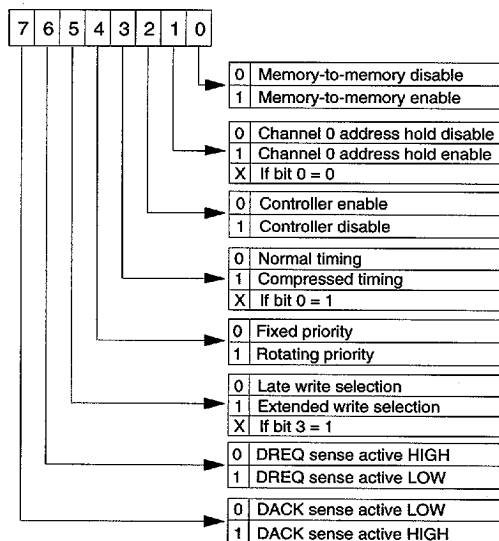 7 6 5 4 3 2 1 0
0 Memory-to-memory disable
1 Memory-to-memory enable
0 Channel 0 address hold disable
1 Channel 0 address hold enable
X If bit 0 = 0
0 Controller enable
1 Controller disable
0 Normal timing
1 Compressed timing
X If bit 0 = 1
0 Fixed priority
1 Rotating priority
0 Late write selection
1 Extended write selection
X If bit 3 = 1
0 DREQ sense active HIGH
1 DREQ sense active LOW
0 DACK sense active LOW
1 DACK sense active HIGH